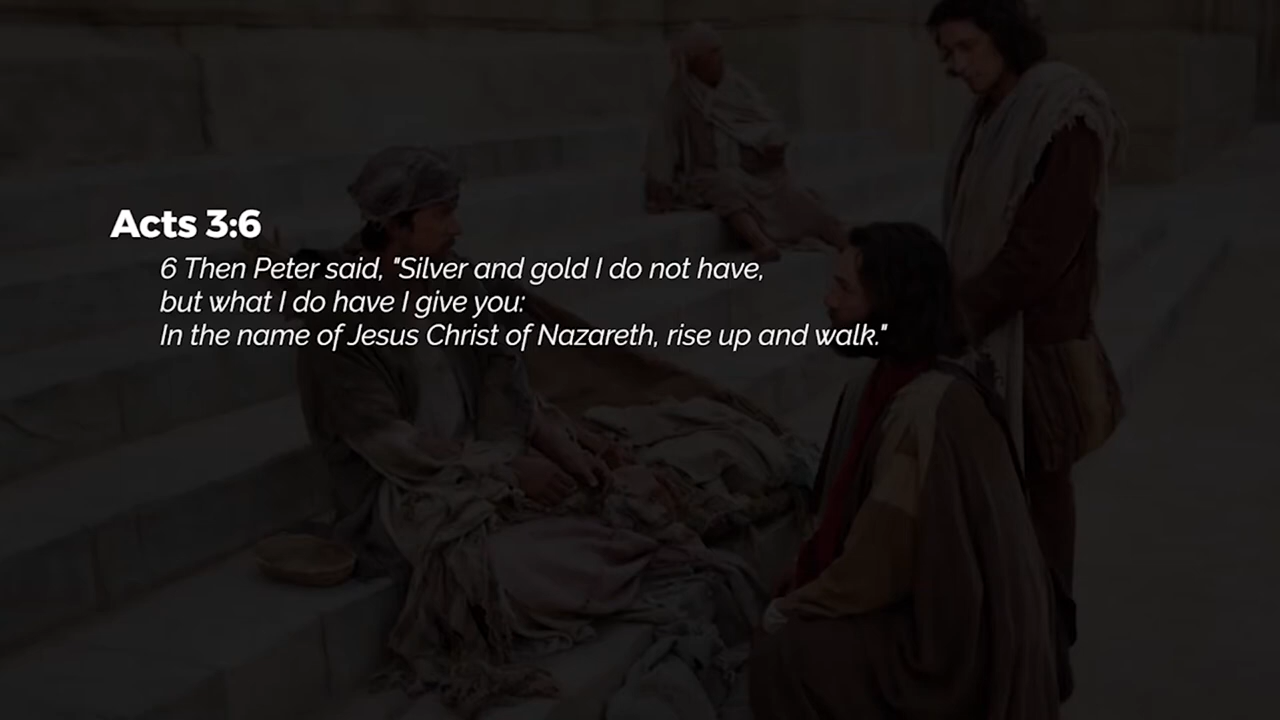 Acts 3:6
6 Then Peter said, "Silver and gold I do not have,
but what I do have I give you:
In the name of Jesus Christ of Nazareth, rise up and walk."